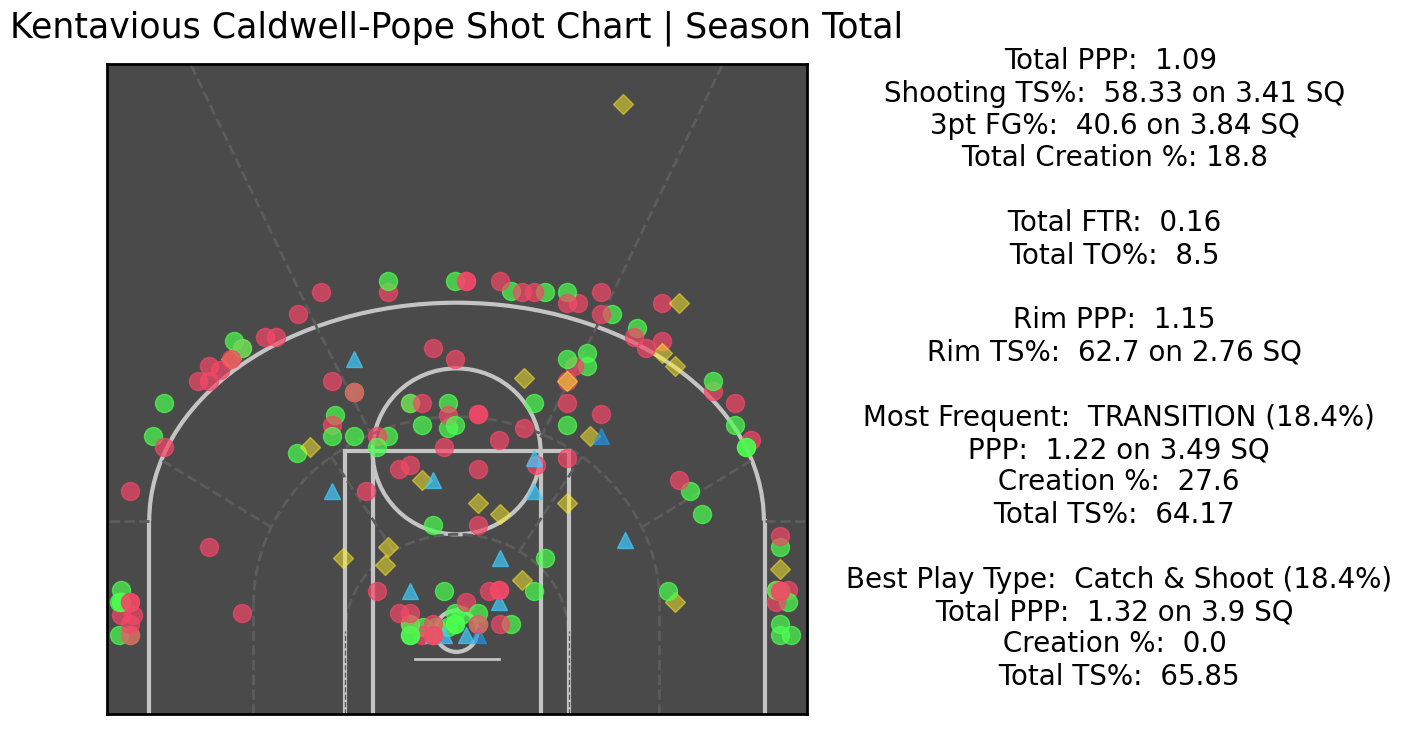 Kentavious Caldwell-Pope Shot Chart | Season Total
Total PPP:  1.09
Shooting TS%:  58.33 on 3.41 SQ
3pt FG%:  40.6 on 3.84 SQ
Total Creation %: 18.8
Total FTR:  0.16
Total TO%:  8.5
Rim PPP:  1.15
Rim TS%:  62.7 on 2.76 SQ
Most Frequent:  TRANSITION (18.4%)
PPP:  1.22 on 3.49 SQ
Creation %:  27.6
Total TS%:  64.17
Best Play Type:  Catch & Shoot (18.4%)
Total PPP:  1.32 on 3.9 SQ
Creation %:  0.0
Total TS%:  65.85